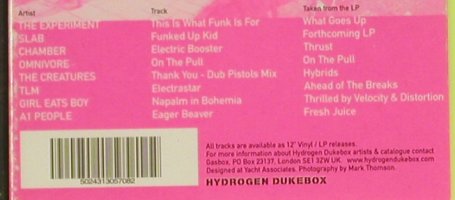 Artist Track Taken from the LP
THE EXPERIMENT This Is What Funk Is For What Goes Up
SLAB Funked Up Kid Forthcoming LP
CHAMBER Electric Booster Thrust
OMNIVORE On The Pull On The Pull
THE CREATURES Thank You - Dub Pistols Mix Hybrids
TLM Electrastar Ahead Of The Breaks
GIRL EATS BOY Napalm in Bohemia Thrilled by Velocity & Distortion
A1 PEOPLE Eager Beaver Fresh Juice
All tracks are available as 12" Vinyl / LP releases.
For more information about Hydrogen Dukebox artists & catalogue contact
Gasbox, PO Box 23137, London SE1 3ZW UK. www.hydrogendukebox.com
Designed at Yacht Associates. Photography by Mark Thomson.
5024313057082
HYDROGEN DUKEBOX